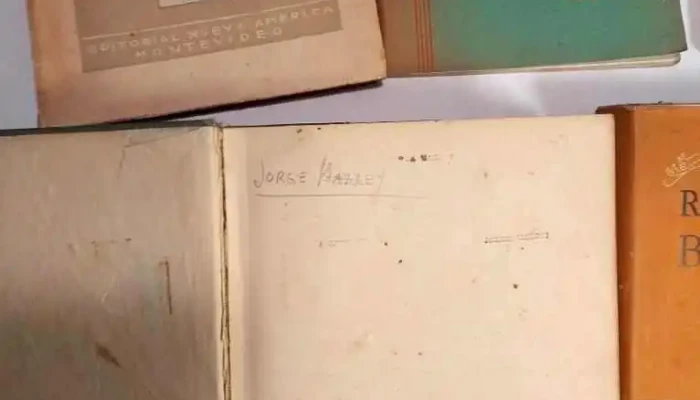 EDITORIAL NUEVA AMERICA
MONTEVIDEO
JORGE
R
B